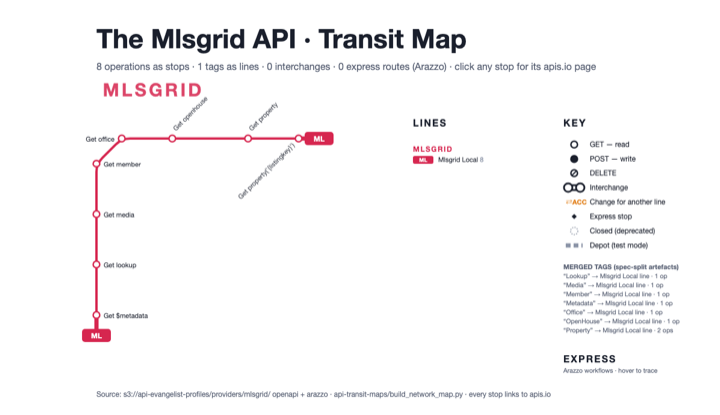 The Mlsgrid API · Transit Map
8 operations as stops · 1 tags as lines · 0 interchanges · 0 express routes (Arazzo) · click any stop for its apis.io page
MLSGRID
Get openhouse
Get property
Get office
ML
Get property('{listingkey}')
Get member
Get media
Get lookup
Get $metadata
ML
LINES
MLSGRID
ML Mlsgrid Local 8
KEY
GET — read
POST — write
DELETE
Interchange
⇄ACC Change for another line
Express stop
Closed (deprecated)
Depot (test mode)
MERGED TAGS (spec-split artefacts)
"Lookup" → Mlsgrid Local line · 1 op
"Media" → Mlsgrid Local line · 1 op
"Member" → Mlsgrid Local line · 1 op
"Metadata" → Mlsgrid Local line · 1 op
"Office" → Mlsgrid Local line · 1 op
"OpenHouse" → Mlsgrid Local line · 1 op
"Property" → Mlsgrid Local line · 2 ops
EXPRESS
Arazzo workflows · hover to trace
Source: s3://api-evangelist-profiles/providers/mlsgrid/ openapi + arazzo · api-transit-maps/build_network_map.py · every stop links to apis.io